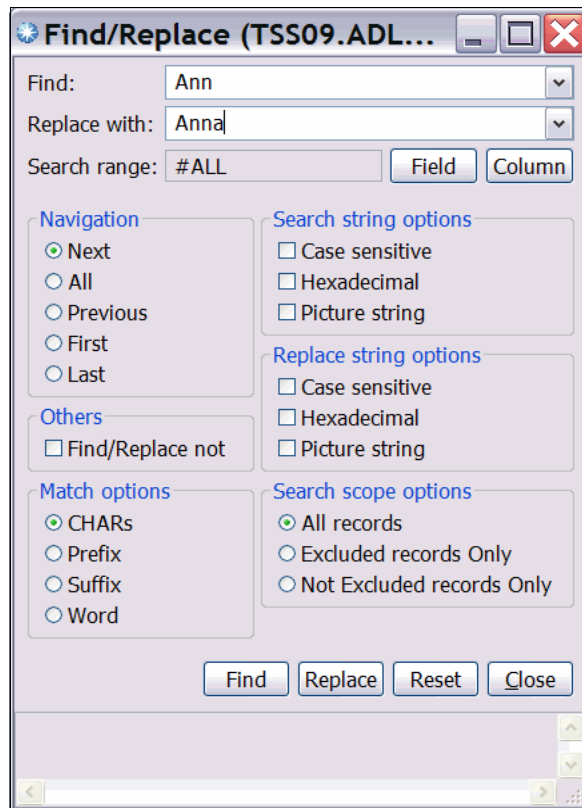 Find/Replace (TSS09.ADL...
Find: Ann
Replace with: Anna
Search range: #ALL Field Column
Navigation
Next
All
Previous
First
Last
Others
Find/Replace not
Match options
CHARs
Prefix
Suffix
Word
Search string options
Case sensitive
Hexadecimal
Picture string
Replace string options
Case sensitive
Hexadecimal
Picture string
Search scope options
All records
Excluded records Only
Not Excluded records Only
Find Replace Reset Close